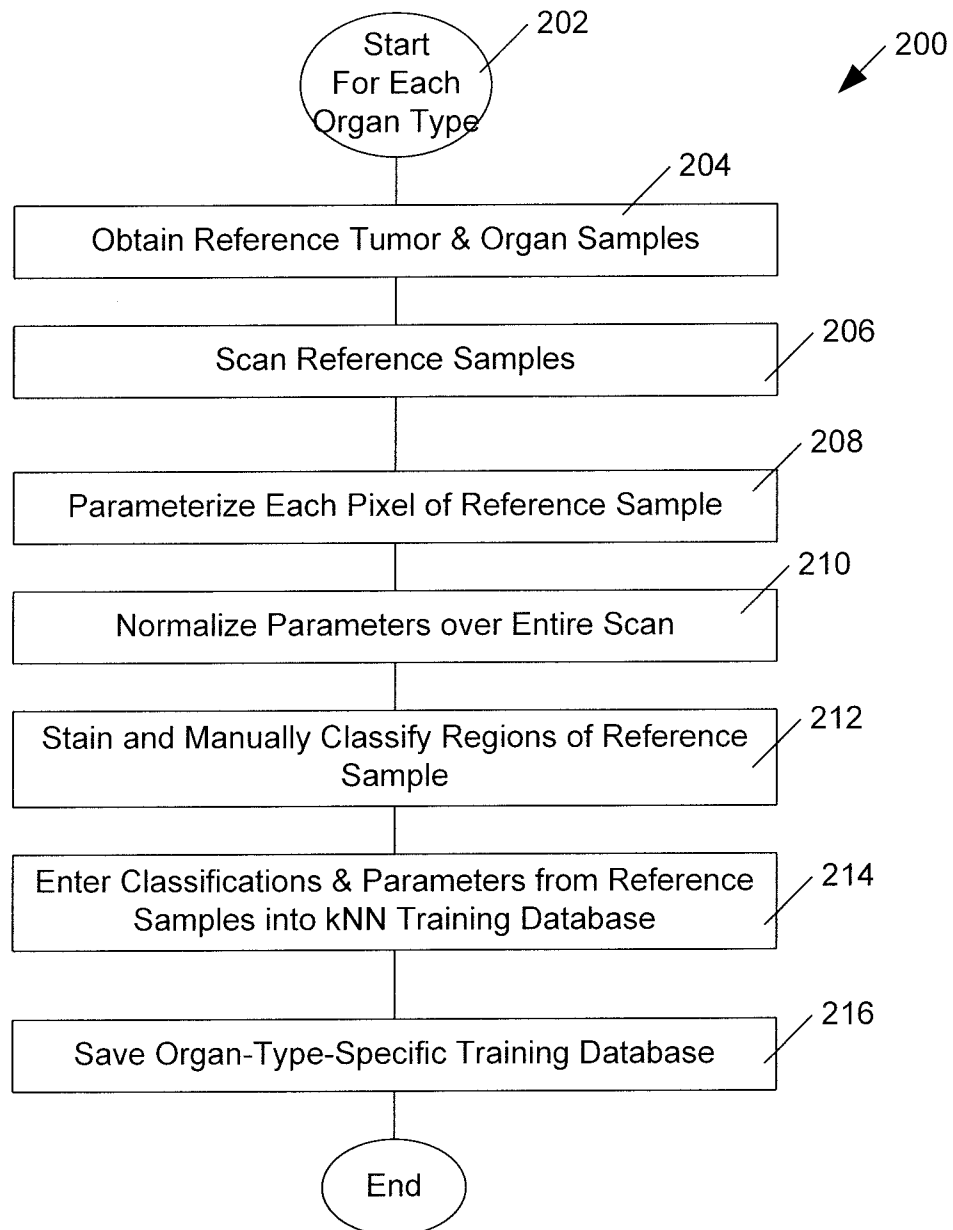 Start
For Each
Organ Type
202
200
204
Obtain Reference Tumor & Organ Samples
Scan Reference Samples
206
208
Parameterize Each Pixel of Reference Sample
210
Normalize Parameters over Entire Scan
212
Stain and Manually Classify Regions of Reference
Sample
Enter Classifications & Parameters from Reference
Samples into kNN Training Database
214
216
Save Organ-Type-Specific Training Database
End